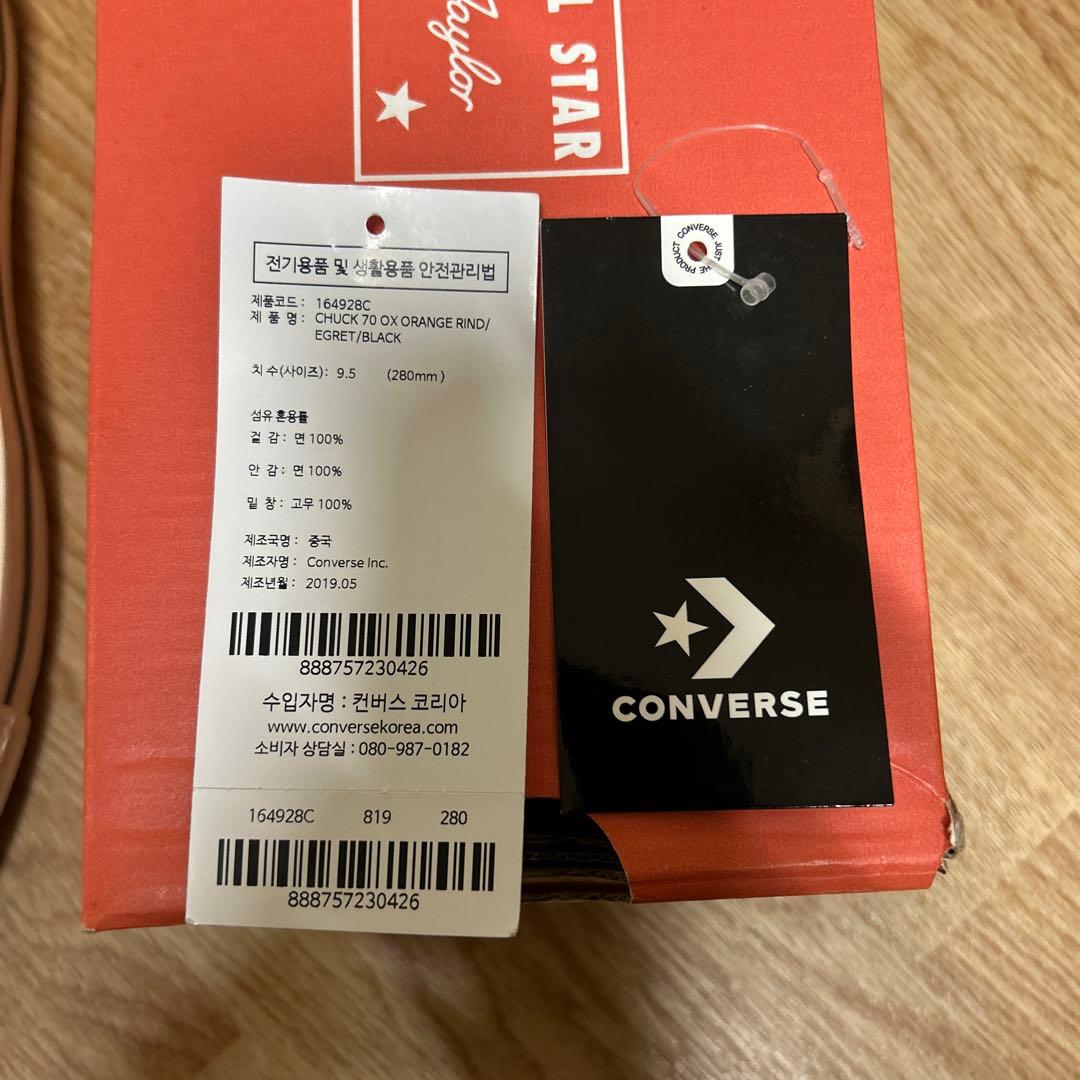 L STAR
Taylor
전기용품 및 생활용품 안전관리법
제품코드 : 164928C
제 품 명 : CHUCK 70 OX ORANGE RIND/
EGRET/BLACK
치 수(사이즈) : 9.5 (280mm )
섬유 혼용률
겉 감 : 면 100%
안 감 : 면 100%
밑 창 : 고무 100%
제조국명 : 중국
제조자명 : Converse Inc.
제조년월 : 2019.05
888757230426
수입자명 : 컨버스 코리아
www.conversekorea.com
소비자 상담실 : 080-987-0182
164928C 819 280
888757230426
CONVERSE JUST THE PRODUCT
CONVERSE